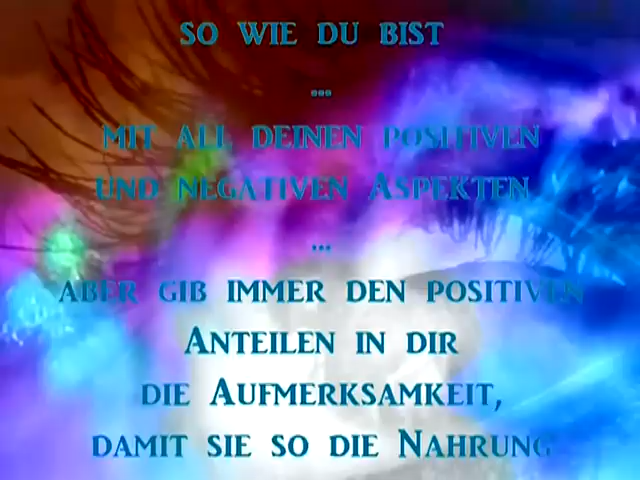 SO WIE DU BIST
...
MIT ALL DEINEN POSITIVEN
UND NEGATIVEN ASPEKTEN
...
ABER GIB IMMER DEN POSITIVEN
ANTEILEN IN DIR
DIE AUFMERKSAMKEIT,
DAMIT SIE SO DIE NAHRUNG